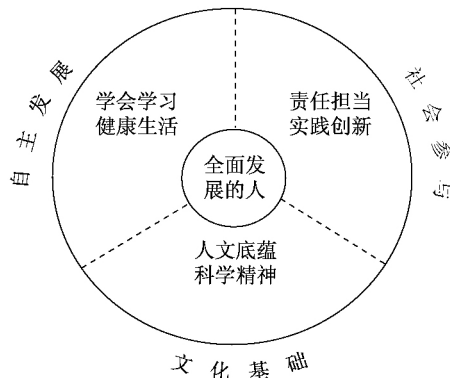 自主发展
社会参与
学会学习
健康生活
责任担当
实践创新
全面发
展的人
人文底蕴
科学精神
文化基础